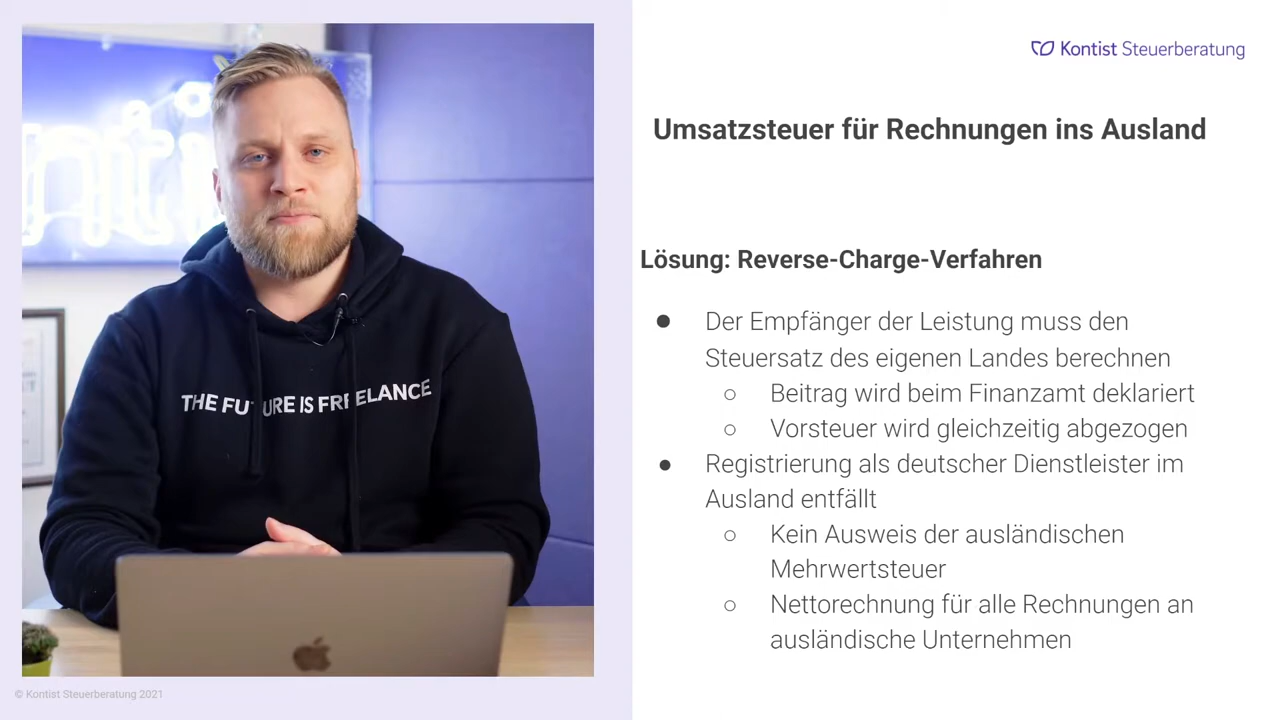 Kontist Steuerberatung
Umsatzsteuer für Rechnungen ins Ausland
Lösung: Reverse-Charge-Verfahren
● Der Empfänger der Leistung muss den
Steuersatz des eigenen Landes berechnen
○ Beitrag wird beim Finanzamt deklariert
○ Vorsteuer wird gleichzeitig abgezogen
● Registrierung als deutscher Dienstleister im
Ausland entfällt
○ Kein Ausweis der ausländischen
Mehrwertsteuer
○ Nettorechnung für alle Rechnungen an
ausländische Unternehmen
THE FUTURE IS FREELANCE
© Kontist Steuerberatung 2021